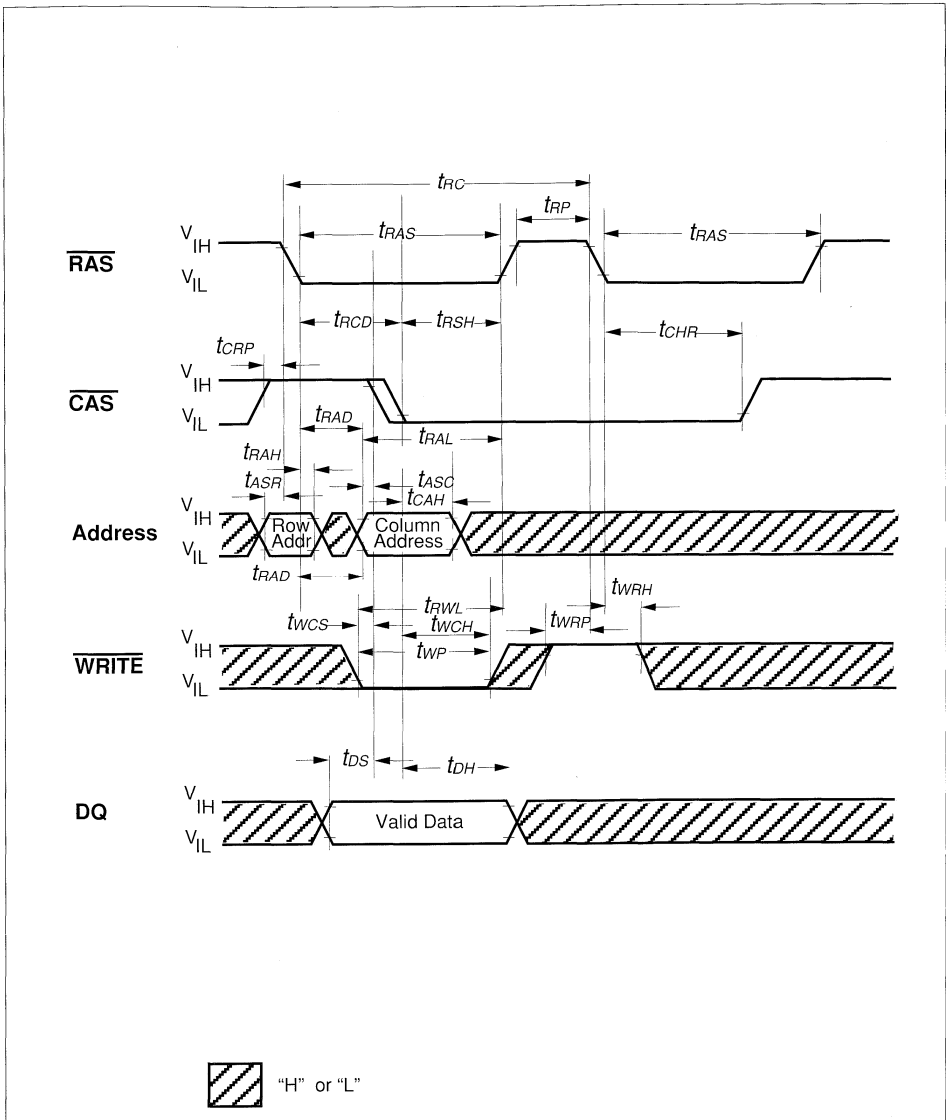 tRC
tRP
tRAS tRAS
VIH
RAS
VIL
tRCD tRSH tCHR
tCRP
VIH
CAS
VIL
tRAD
tRAL
tRAH
tASR tASC
tCAH
VIH
Address Row Addr Column Address
VIL
tRAD
tRWL tWRH
tWCS tWCH tWRP
VIH
tWP
WRITE
VIL
tDS tDH
VIH
DQ Valid Data
VIL
"H" or "L"